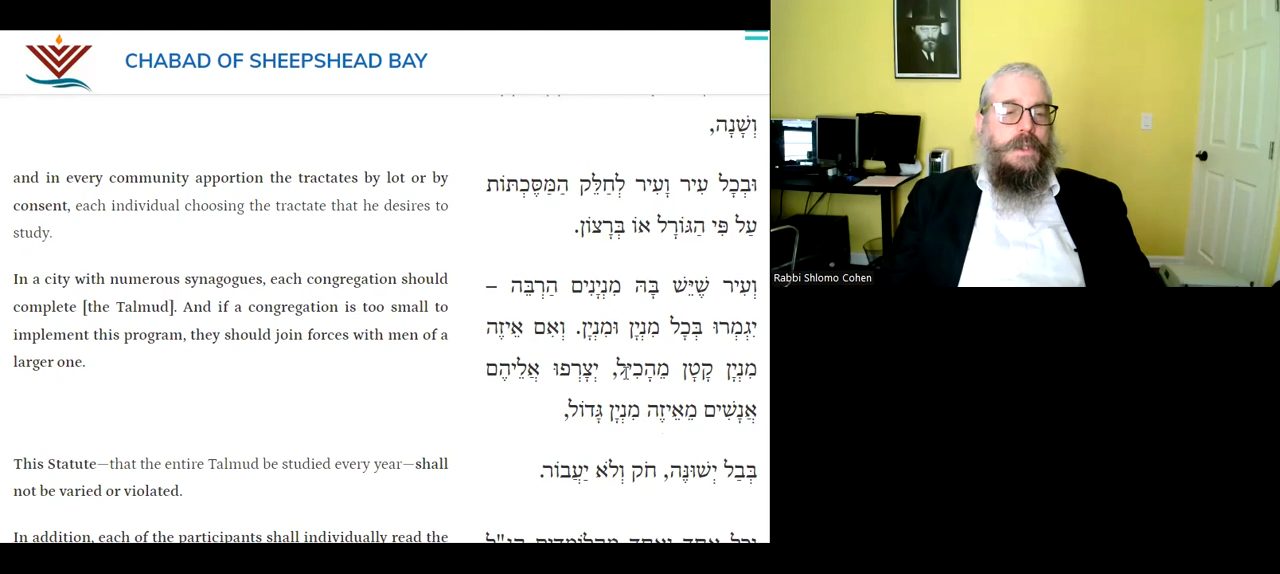 CHABAD OF SHEEPSHEAD BAY
וְשָׁנָה,
and in every community apportion the tractates by lot or by
consent, each individual choosing the tractate that he desires to
study.
וּבְכָל עִיר וָעִיר לְחַלֵּק הַמַּסֶּכְתּוֹת
עַל פִּי הַגּוֹרָל אוֹ בְּרָצוֹן.
In a city with numerous synagogues, each congregation should
complete [the Talmud]. And if a congregation is too small to
implement this program, they should join forces with men of a
larger one.
וְעִיר שֶׁיֵּשׁ בָּהּ מִנְיָנִים הַרְבֵּה –
יִגְמְרוּ בְּכָל מִנְיָן וּמִנְיָן. וְאִם אֵיזֶה
מִנְיָן קָטָן מֵהָכִיל, יְצָרְפוּ אֲלֵיהֶם
אֲנָשִׁים מֵאֵיזֶה מִנְיָן גָּדוֹל,
This Statute—that the entire Talmud be studied every year—shall
not be varied or violated.
בְּבַל יְשׁוּנֶּה, חֹק וְלֹא יַעֲבוֹר.
In addition, each of the participants shall individually read the
וכל אחד ואחד מהלומדים הנ"ל
Rabbi Shlomo Cohen